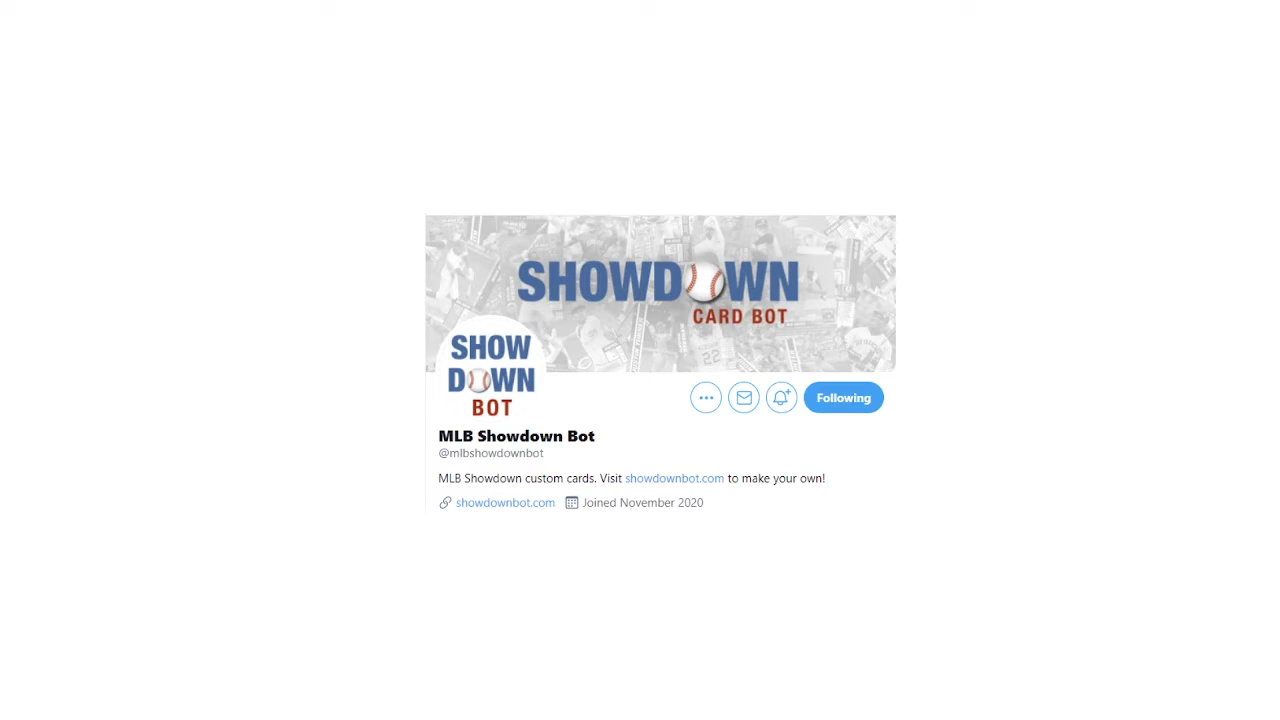 SHOWDOWN
CARD BOT
SHOW
DOWN
BOT
Following
MLB Showdown Bot
@mlbshowdownbot
MLB Showdown custom cards. Visit showdownbot.com to make your own!
showdownbot.com Joined November 2020
22